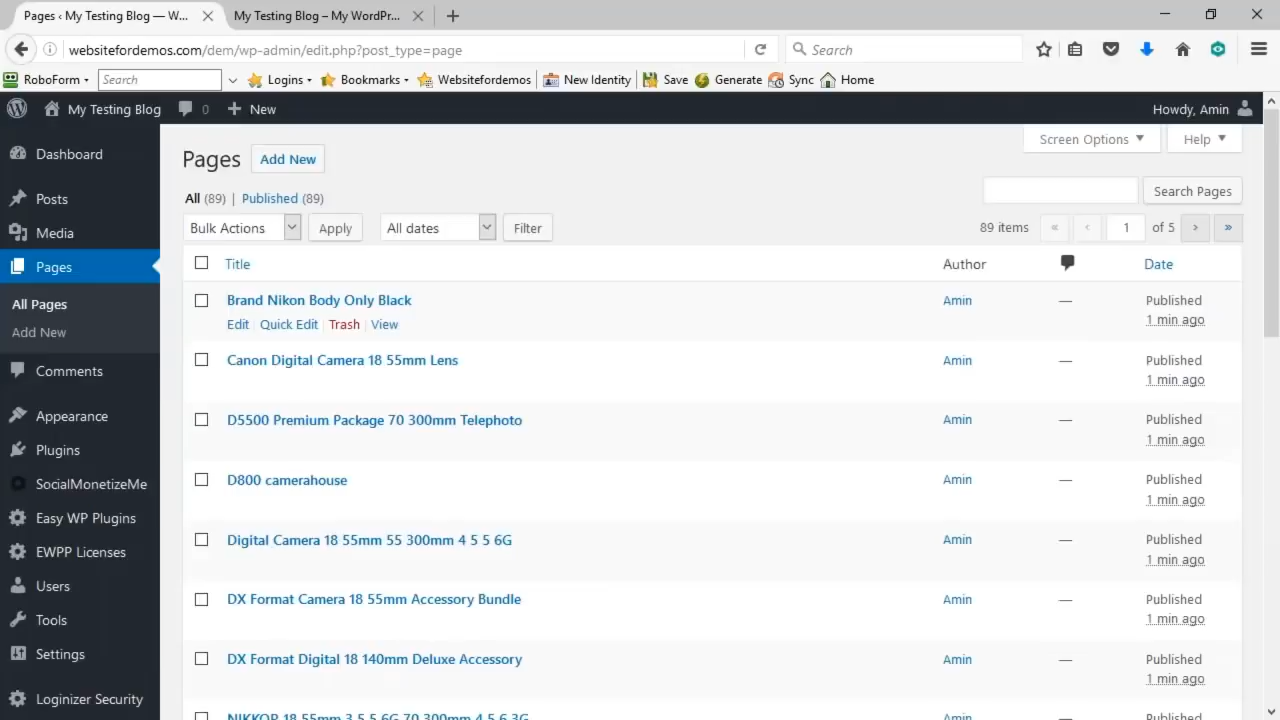 Pages ‹ My Testing Blog — W...
My Testing Blog – My WordPr...
websitefordemos.com/dem/wp-admin/edit.php?post_type=page
Search
RoboForm
Search
Logins
Bookmarks
Websitefordemos
New Identity
Save
Generate
Sync
Home
My Testing Blog
0
New
Howdy, Amin
Dashboard
Posts
Media
Pages
All Pages
Add New
Comments
Appearance
Plugins
SocialMonetizeMe
Easy WP Plugins
EWPP Licenses
Users
Tools
Settings
Loginizer Security
Screen Options
Help
Pages
Add New
All (89) | Published (89)
Search Pages
Bulk Actions
Apply
All dates
Filter
89 items « ‹ 1 of 5 › »
Title Author Date
Brand Nikon Body Only Black Amin — Published
Edit | Quick Edit | Trash | View 1 min ago
Canon Digital Camera 18 55mm Lens Amin — Published
1 min ago
D5500 Premium Package 70 300mm Telephoto Amin — Published
1 min ago
D800 camerahouse Amin — Published
1 min ago
Digital Camera 18 55mm 55 300mm 4 5 5 6G Amin — Published
1 min ago
DX Format Camera 18 55mm Accessory Bundle Amin — Published
1 min ago
DX Format Digital 18 140mm Deluxe Accessory Amin — Published
1 min ago
NIKKOR 18 55mm 3 5 5 6G 70 300mm 4 5 6 3G Amin — Published